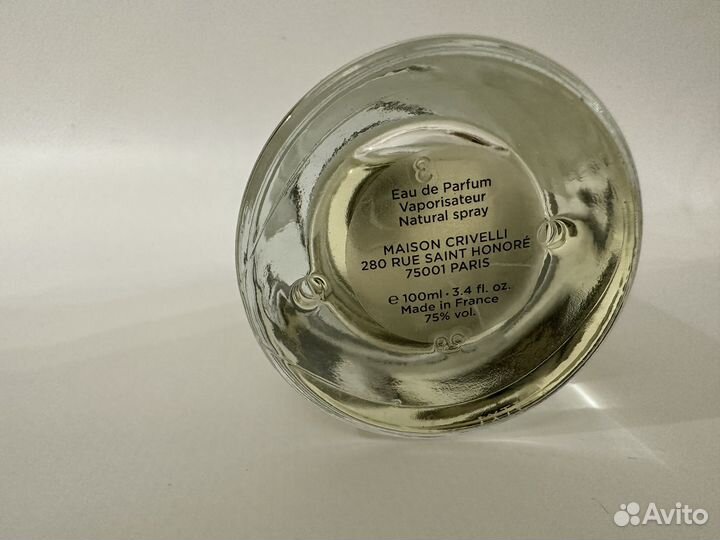 3
Eau de Parfum
Vaporisateur
Natural spray
MAISON CRIVELLI
280 RUE SAINT HONORÉ
75001 PARIS
℮ 100ml · 3.4 fl. oz.
Made in France
75% vol.
Avito